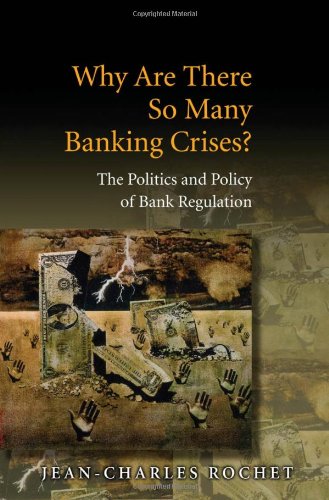 Why Are There
So Many
Banking Crises?
The Politics and Policy
of Bank Regulation
JEAN-CHARLES ROCHET